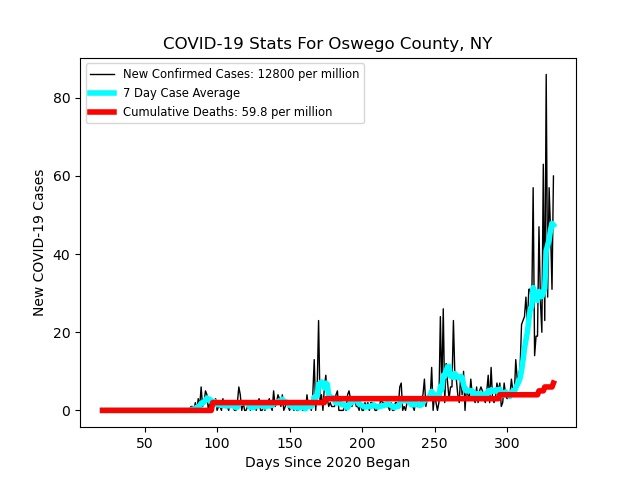 COVID-19 Stats For Oswego County, NY
New Confirmed Cases: 12800 per million
7 Day Case Average
Cumulative Deaths: 59.8 per million
New COVID-19 Cases
80
60
40
20
0
50 100 150 200 250 300
Days Since 2020 Began